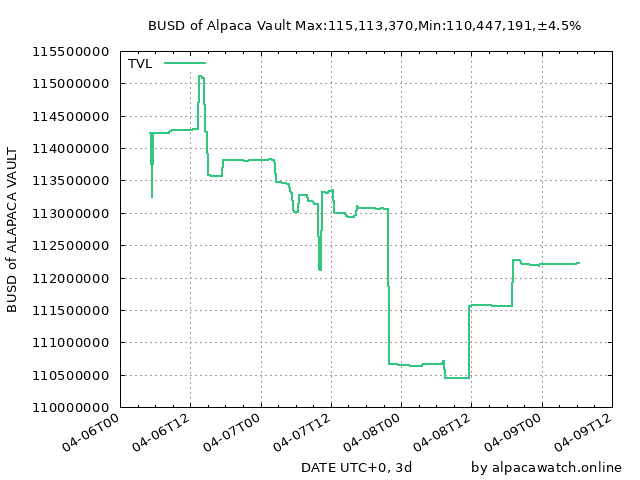 BUSD of Alpaca Vault Max:115,113,370,Min:110,447,191,±4.5%
TVL
115500000
115000000
114500000
114000000
113500000
113000000
112500000
112000000
111500000
111000000
110500000
110000000
BUSD of ALAPACA VAULT
04-06T00
04-06T12
04-07T00
04-07T12
04-08T00
04-08T12
04-09T00
04-09T12
DATE UTC+0, 3d
by alpacawatch.online